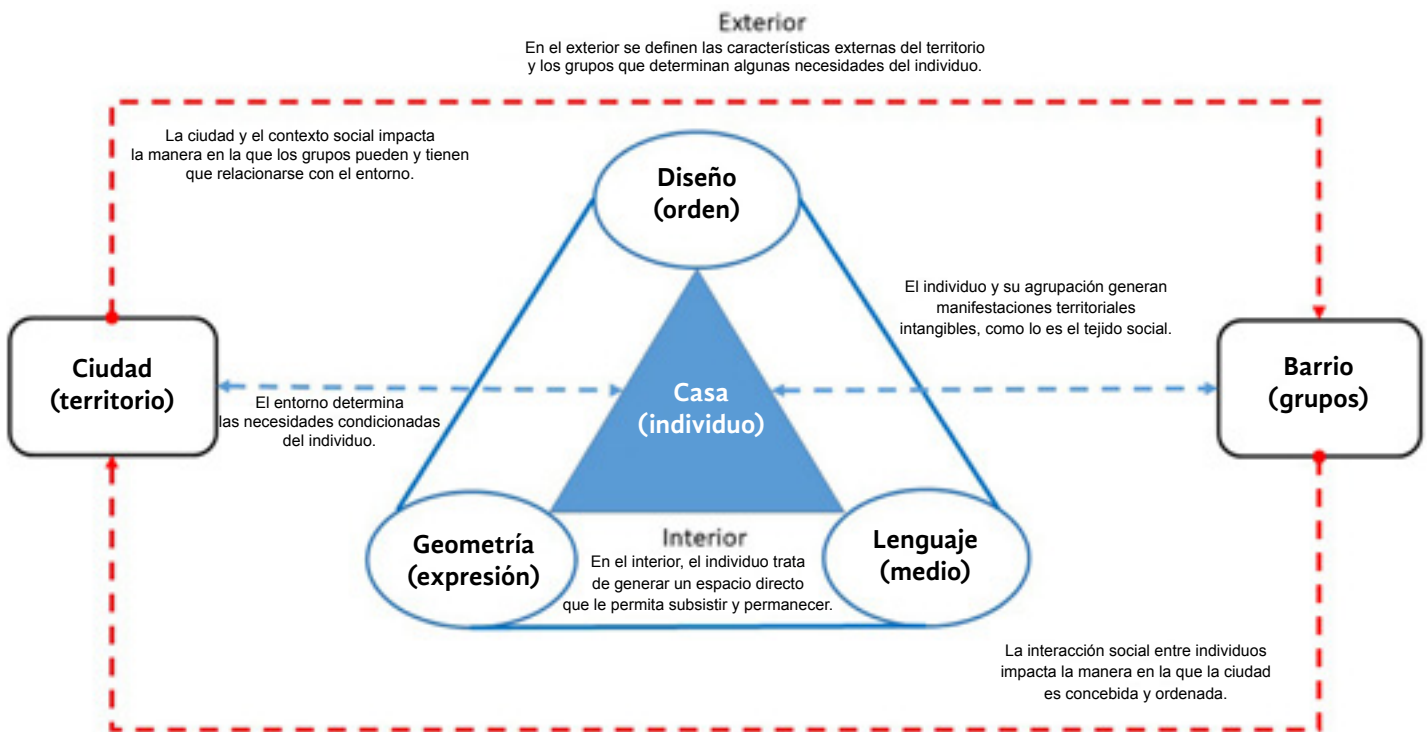 Exterior
En el exterior se definen las características externas del territorio
y los grupos que determinan algunas necesidades del individuo.
La ciudad y el contexto social impacta
la manera en la que los grupos pueden y tienen
que relacionarse con el entorno.
Diseño
(orden)
El individuo y su agrupación generan
manifestaciones territoriales
intangibles, como lo es el tejido social.
Ciudad
(territorio)
Casa
(individuo)
Barrio
(grupos)
El entorno determina
las necesidades condicionadas
del individuo.
Geometría
(expresión)
Interior
En el interior, el individuo trata
de generar un espacio directo
que le permita subsistir y permanecer.
Lenguaje
(medio)
La interacción social entre individuos
impacta la manera en la que la ciudad
es concebida y ordenada.